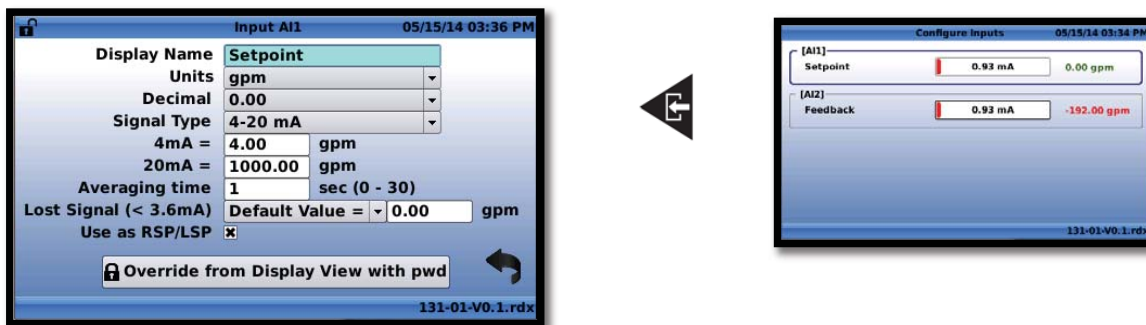 Input AI1 05/15/14 03:36 PM
Display Name Setpoint
Units gpm
Decimal 0.00
Signal Type 4-20 mA
4mA = 4.00 gpm
20mA = 1000.00 gpm
Averaging time 1 sec (0 - 30)
Lost Signal (< 3.6mA) Default Value = 0.00 gpm
Use as RSP/LSP
Override from Display View with pwd
131-01-V0.1.rdx
Configure Inputs 05/15/14 03:34 PM
[AI1]
Setpoint 0.93 mA 0.00 gpm
[AI2]
Feedback 0.93 mA -192.00 gpm
131-01-V0.1.rdx